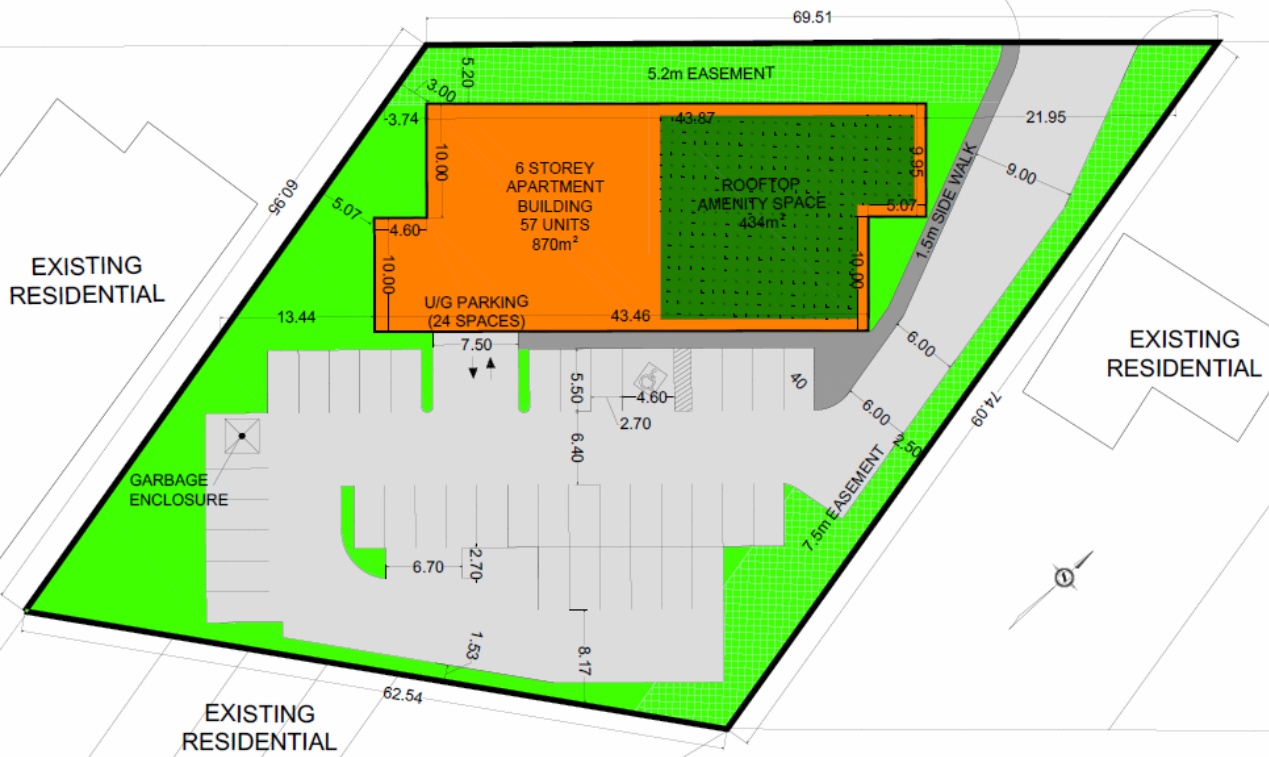 69.51
5.20
5.2m EASEMENT
3.00
3.74
43.87
21.95
10.00
6 STOREY
APARTMENT
BUILDING
57 UNITS
870m²
ROOFTOP
AMENITY SPACE
434m²
9.95
5.07
9.00
1.5m SIDE WALK
60.95
5.07
4.60
10.00
10.00
EXISTING
RESIDENTIAL
U/G PARKING
(24 SPACES)
13.44
43.46
7.50
6.00
EXISTING
RESIDENTIAL
5.50
4.60
2.70
40
6.00
2.50
74.09
6.40
GARBAGE
ENCLOSURE
7.5m EASEMENT
6.70
2.70
1.53
8.17
62.54
EXISTING
RESIDENTIAL